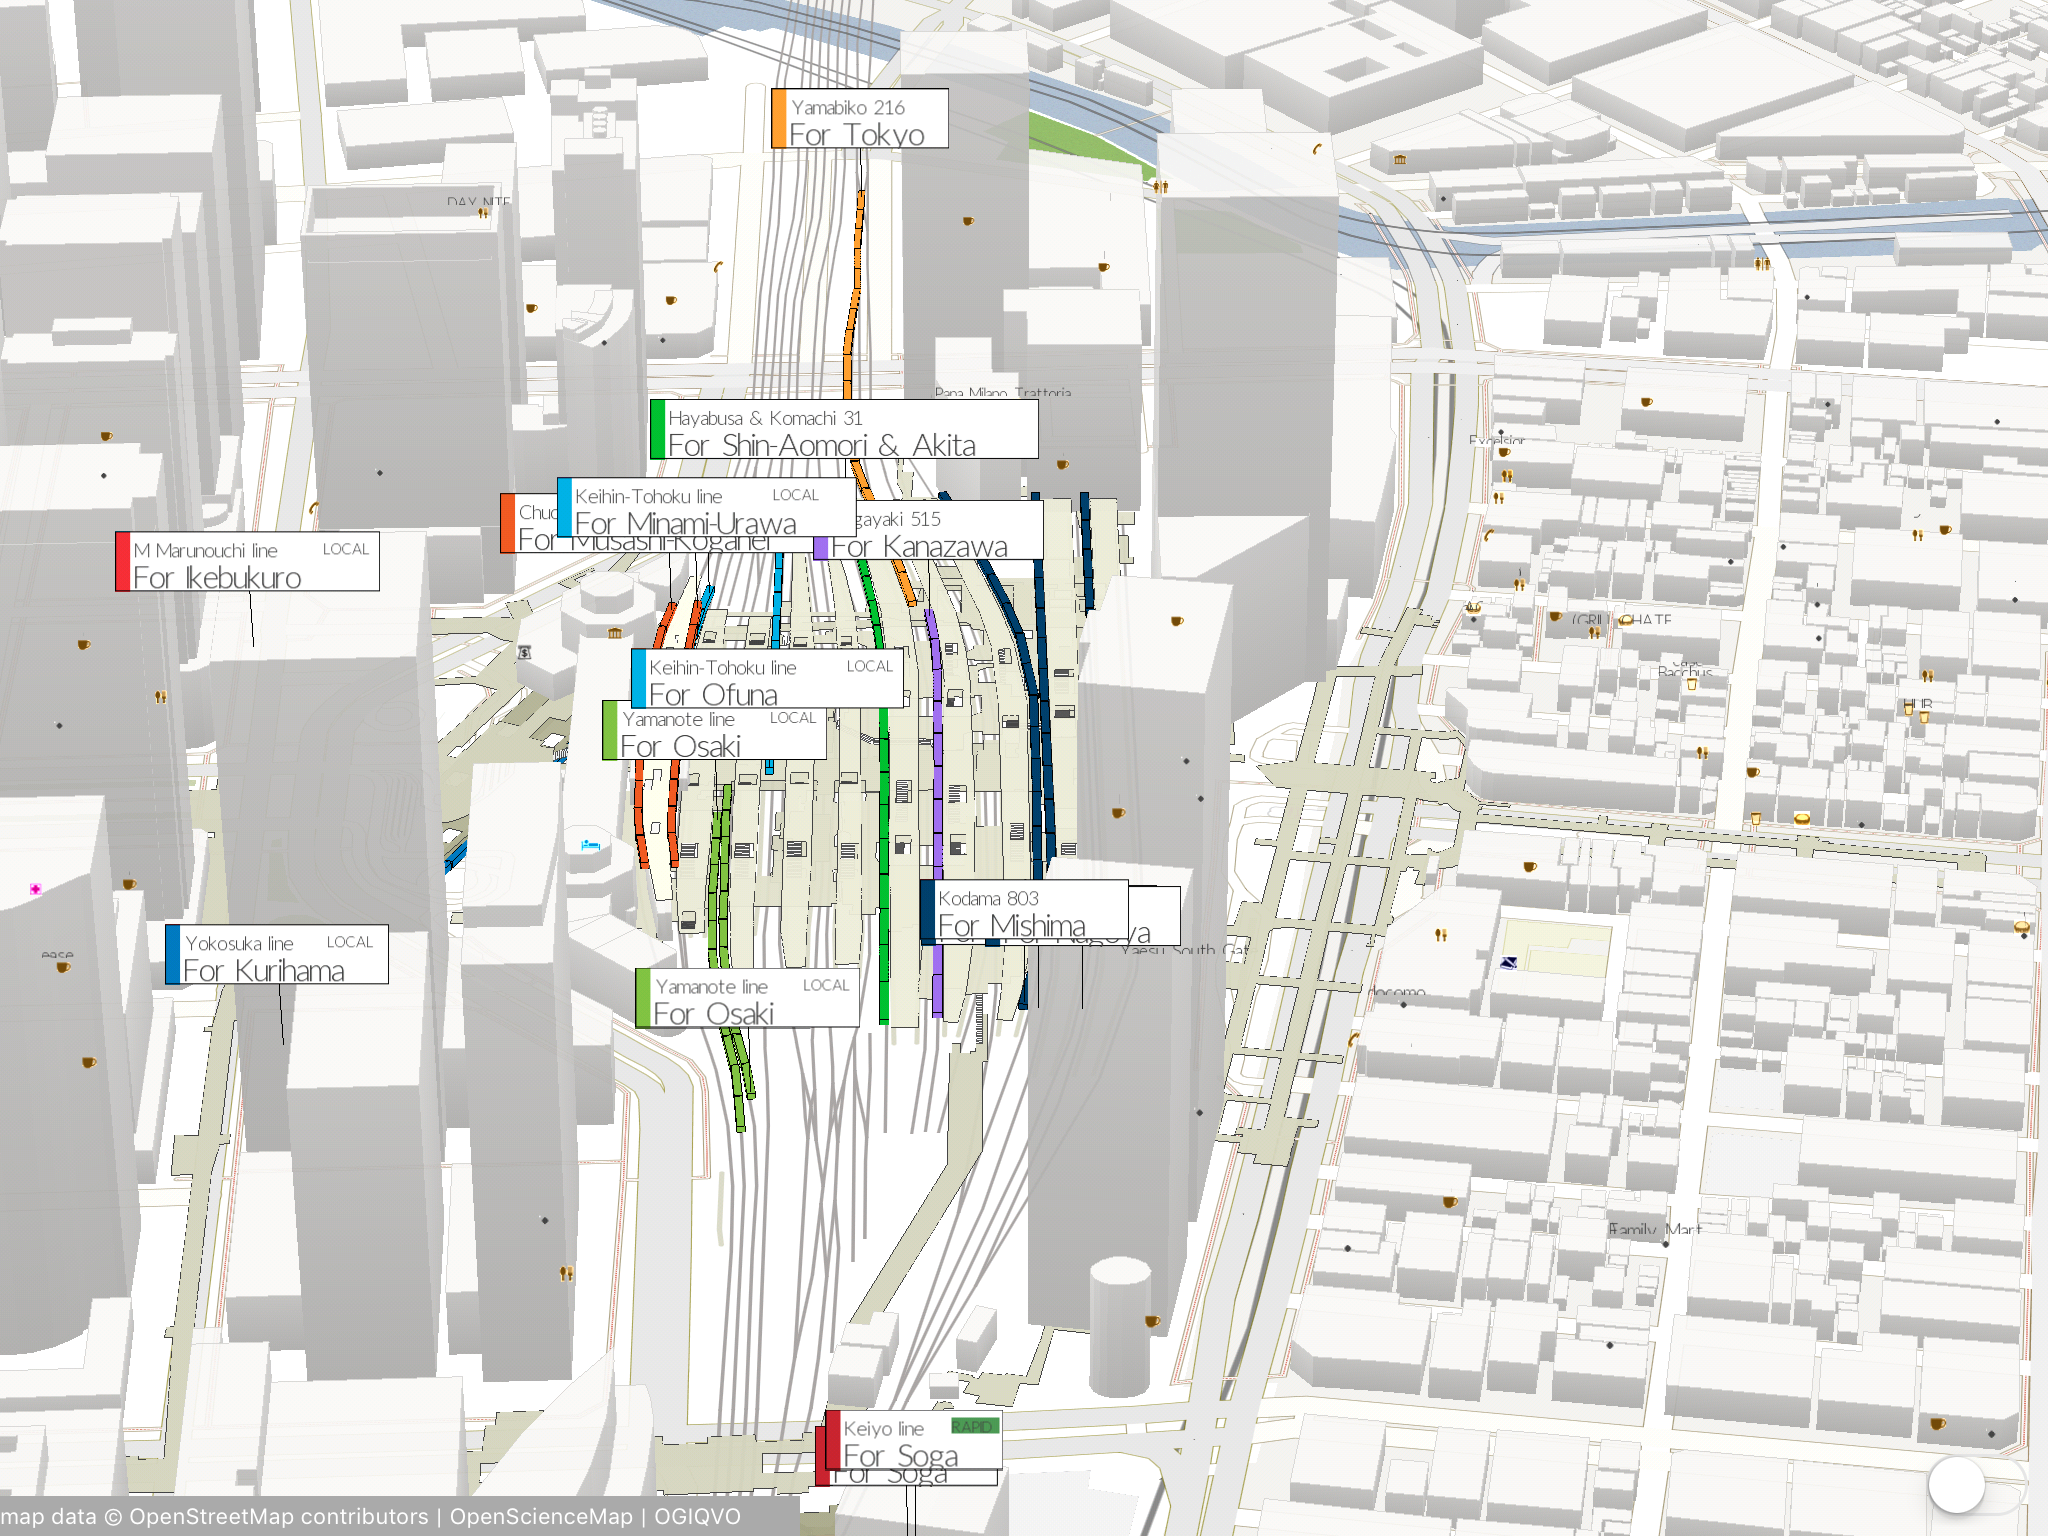 Yamabiko 216
For Tokyo
DAY NITE
Papa Milano Trattoria
Hayabusa & Komachi 31
For Shin-Aomori & Akita
Excelsior
Keihin-Tohoku line LOCAL
For Minami-Urawa
Chuo
For Musashi-Koganei
gayaki 515
For Kanazawa
M Marunouchi line LOCAL
For Ikebukuro
Keihin-Tohoku line LOCAL
For Ofuna
Bacchus
HUB
Yamanote line LOCAL
For Osaki
Kodama 803
For Mishima
For Nagoya
Yaesu South Gat
Yokosuka line LOCAL
For Kurihama
ease
docomo
Yamanote line LOCAL
For Osaki
Family Mart
Keiyo line RAPID
For Soga
For Soga
map data © OpenStreetMap contributors | OpenScienceMap | OGIQVO